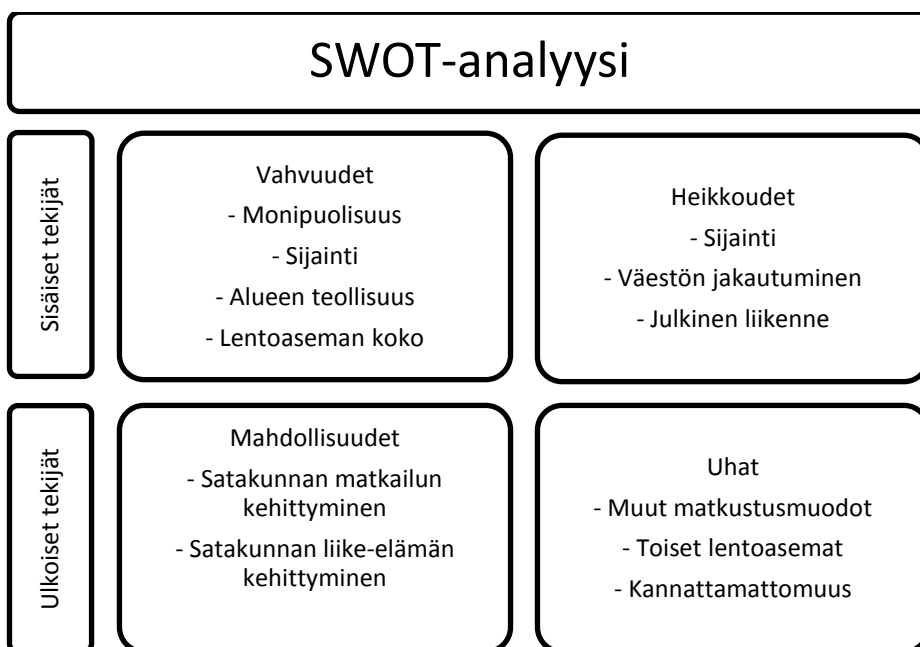 SWOT-analyysi
Sisäiset tekijät
Vahvuudet
- Monipuolisuus
- Sijainti
- Alueen teollisuus
- Lentoaseman koko
Heikkoudet
- Sijainti
- Väestön jakautuminen
- Julkinen liikenne
Ulkoiset tekijät
Mahdollisuudet
- Satakunnan matkailun
kehittyminen
- Satakunnan liike-elämän
kehittyminen
Uhat
- Muut matkustusmuodot
- Toiset lentoasemat
- Kannattamattomuus